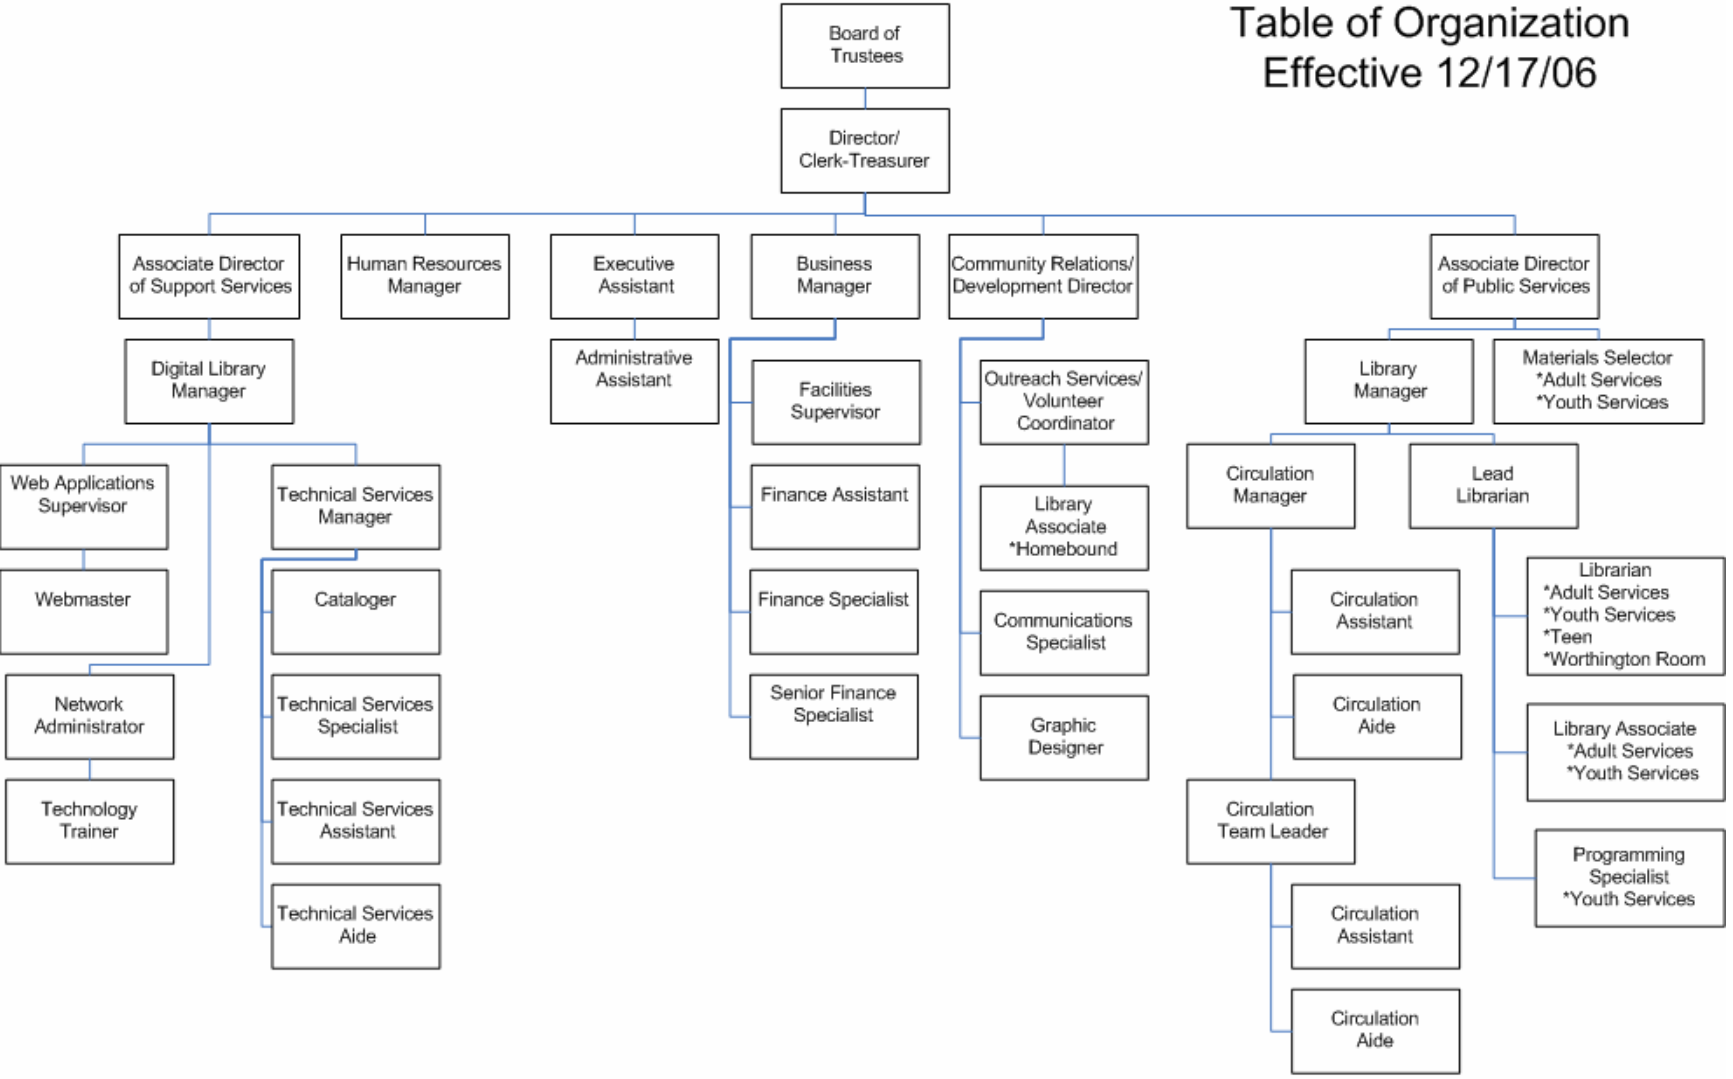 Table of Organization
Effective 12/17/06
Board of
Trustees
Director/
Clerk-Treasurer
Associate Director
of Support Services
Human Resources
Manager
Executive
Assistant
Business
Manager
Community Relations/
Development Director
Associate Director
of Public Services
Digital Library
Manager
Web Applications
Supervisor
Webmaster
Network
Administrator
Technology
Trainer
Technical Services
Manager
Cataloger
Technical Services
Specialist
Technical Services
Assistant
Technical Services
Aide
Administrative
Assistant
Facilities
Supervisor
Finance Assistant
Finance Specialist
Senior Finance
Specialist
Outreach Services/
Volunteer
Coordinator
Library
Associate
*Homebound
Communications
Specialist
Graphic
Designer
Library
Manager
Materials Selector
*Adult Services
*Youth Services
Circulation
Manager
Circulation
Assistant
Circulation
Aide
Circulation
Team Leader
Circulation
Assistant
Circulation
Aide
Lead
Librarian
Librarian
*Adult Services
*Youth Services
*Teen
*Worthington Room
Library Associate
*Adult Services
*Youth Services
Programming
Specialist
*Youth Services